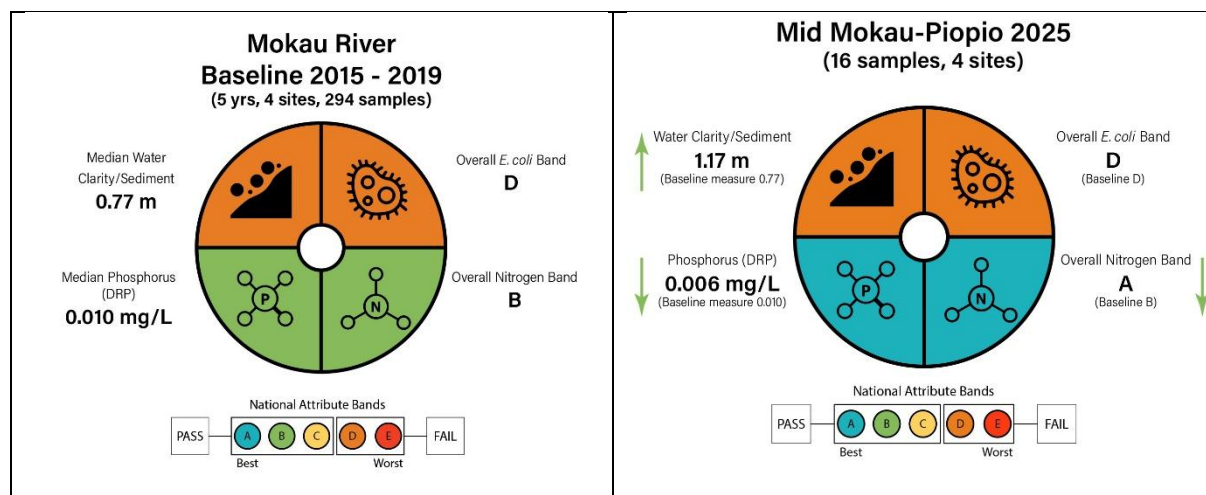 Mokau River
Baseline 2015 - 2019
(5 yrs, 4 sites, 294 samples)
Median Water
Clarity/Sediment
0.77 m
Overall E. coli Band
D
Median Phosphorus
(DRP)
0.010 mg/L
P
N
Overall Nitrogen Band
B
National Attribute Bands
PASS
A
B
C
D
E
FAIL
Best
Worst
Mid Mokau-Piopio 2025
(16 samples, 4 sites)
Water Clarity/Sediment
1.17 m
(Baseline measure 0.77)
Overall E. coli Band
D
(Baseline D)
Phosphorus (DRP)
0.006 mg/L
(Baseline measure 0.010)
P
N
Overall Nitrogen Band
A
(Baseline B)
National Attribute Bands
PASS
A
B
C
D
E
FAIL
Best
Worst